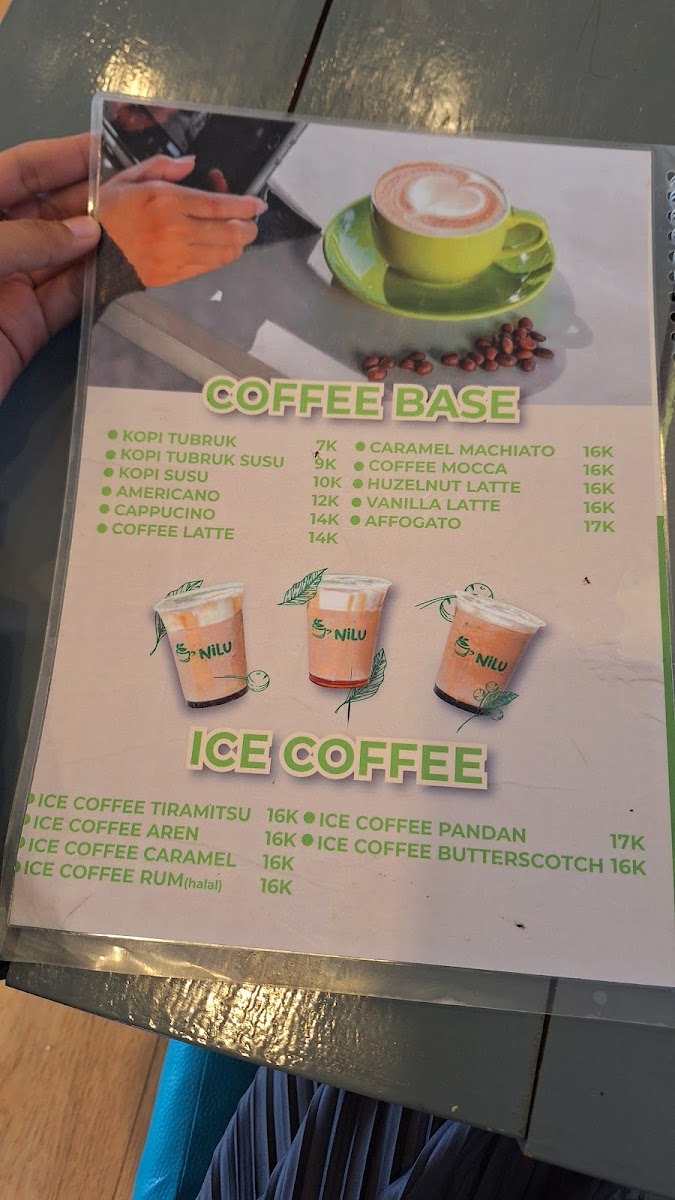 COFFEE BASE
KOPI TUBRUK 7K
KOPI TUBRUK SUSU 9K
KOPI SUSU 10K
AMERICANO 12K
CAPPUCINO 14K
COFFEE LATTE 14K
CARAMEL MACHIATO 16K
COFFEE MOCCA 16K
HUZELNUT LATTE 16K
VANILLA LATTE 16K
AFFOGATO 17K
NiLU
NiLU
NiLU
ICE COFFEE
ICE COFFEE TIRAMITSU 16K
ICE COFFEE AREN 16K
ICE COFFEE CARAMEL 16K
ICE COFFEE RUM(halal) 16K
ICE COFFEE PANDAN 17K
ICE COFFEE BUTTERSCOTCH 16K